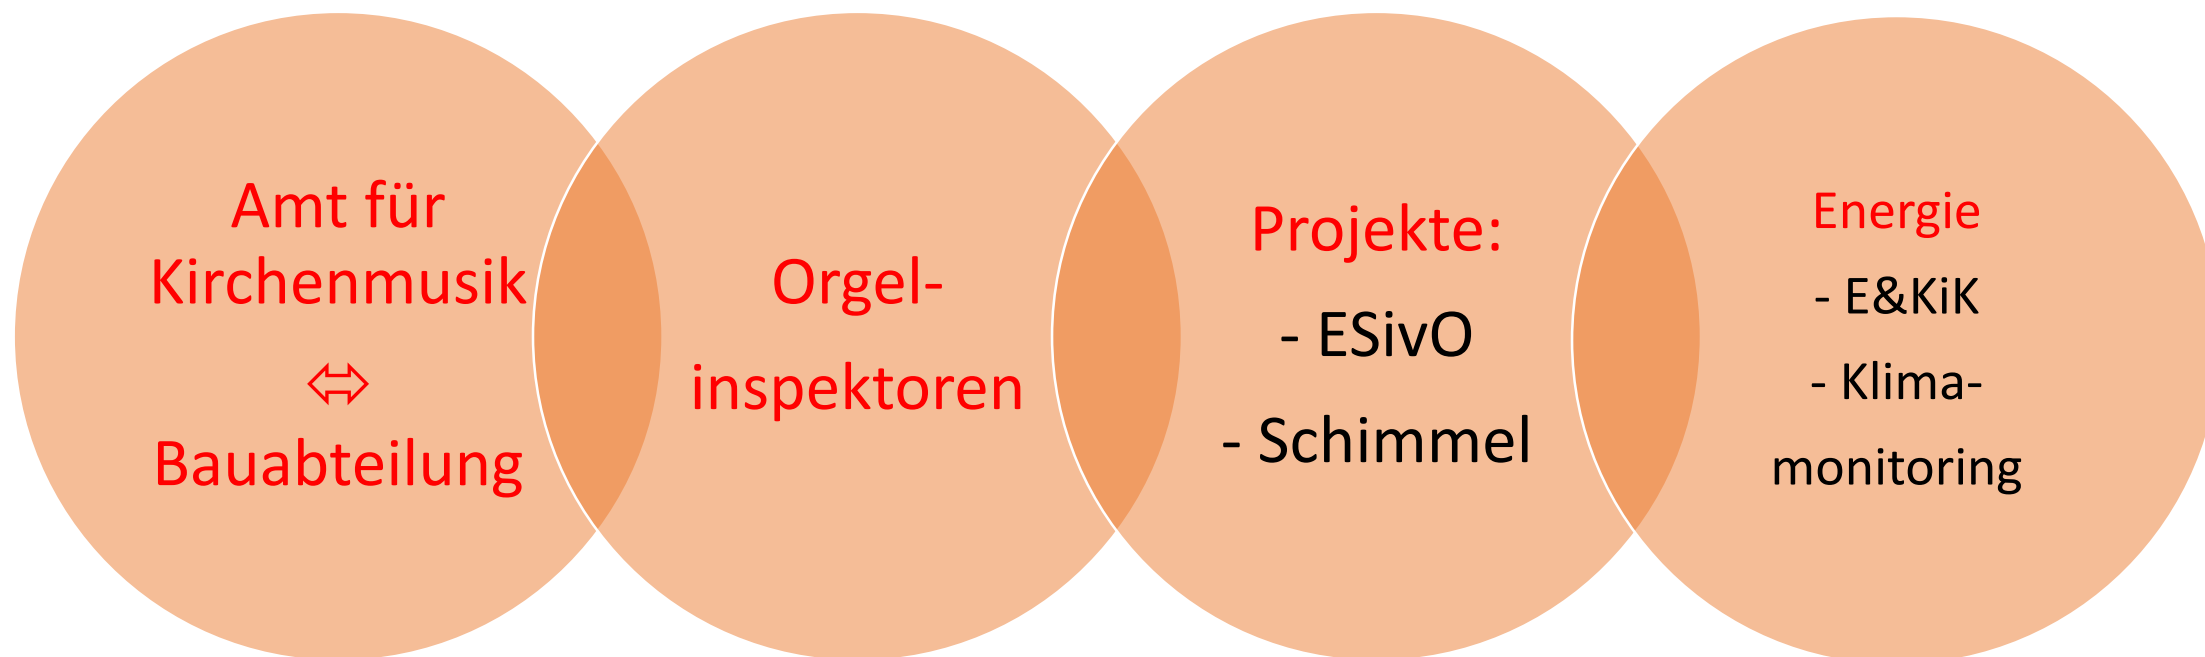 Amt für
Kirchenmusik
⬄
Bauabteilung
Orgel-
inspektoren
Projekte:
- ESivO
- Schimmel
Energie
- E&KiK
- Klima-
monitoring